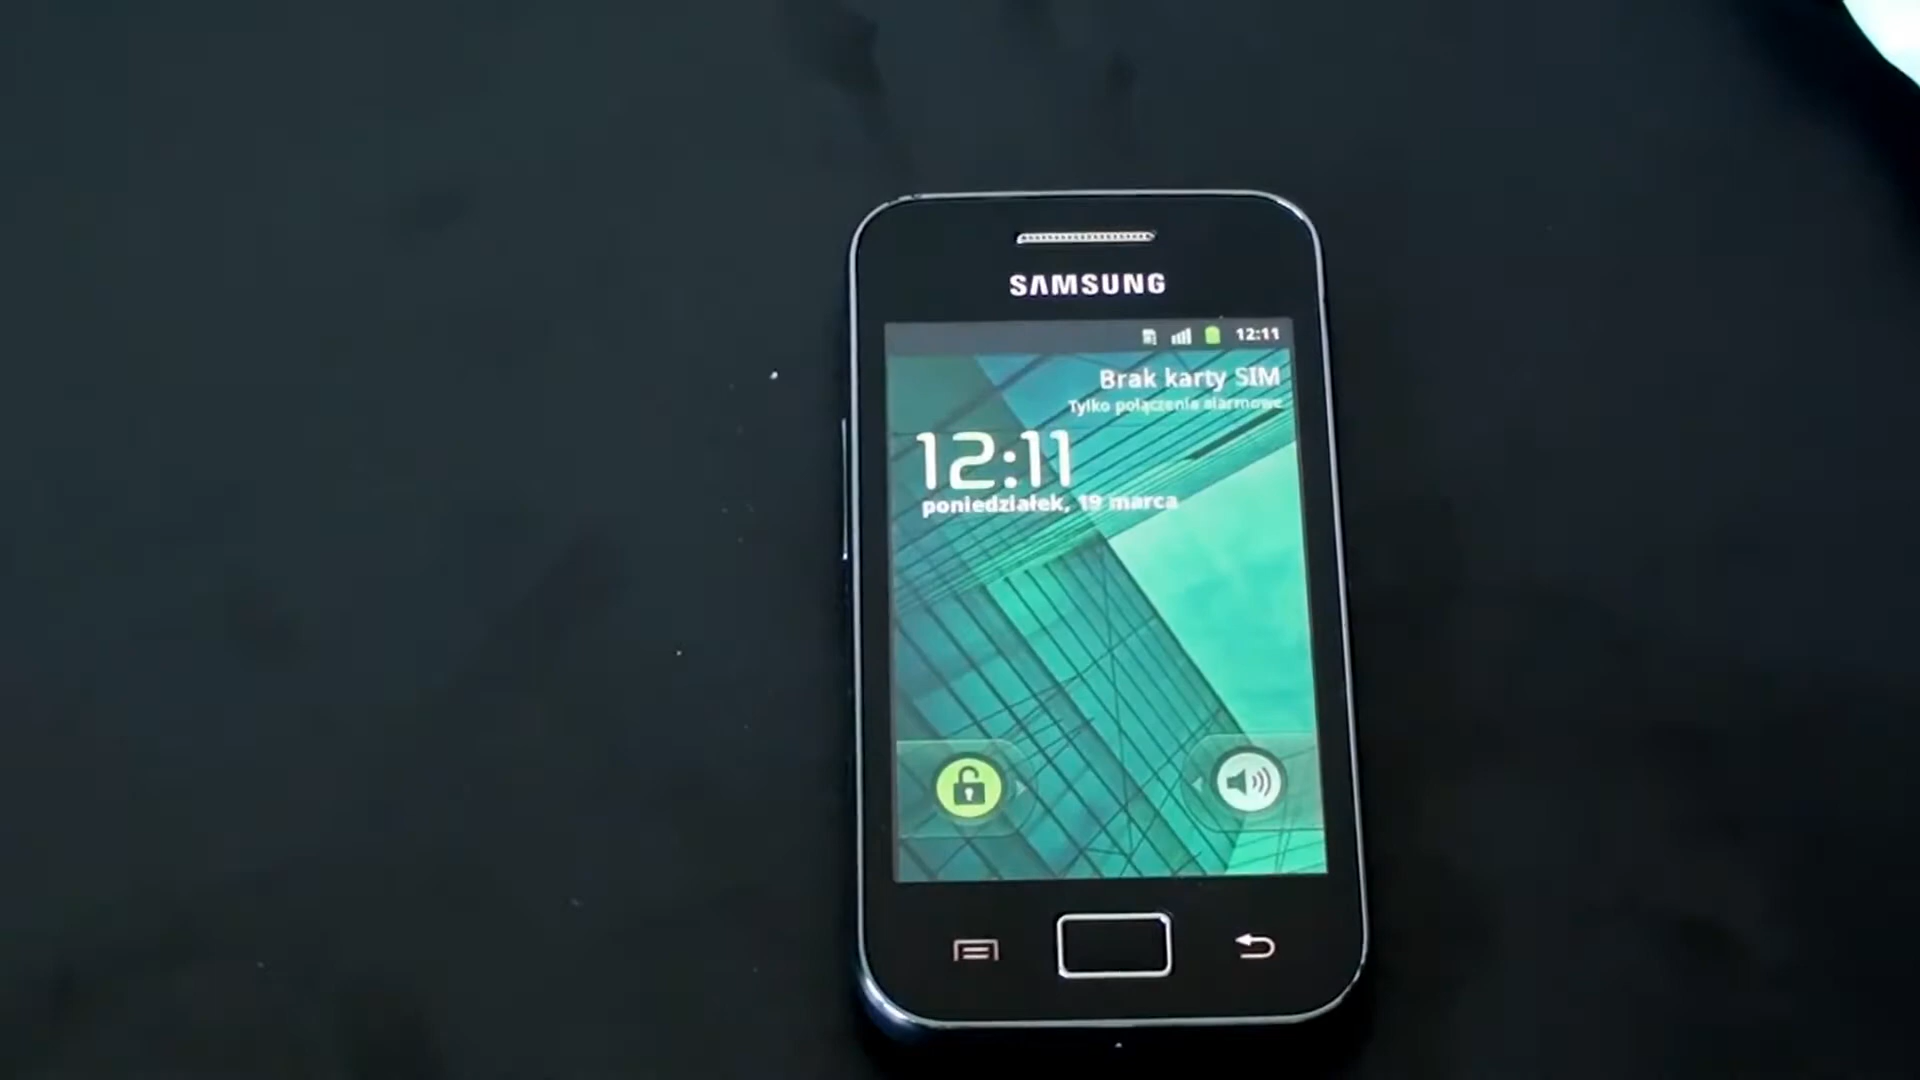 SAMSUNG
12:11
Brak karty SIM
Tylko połączenia alarmowe
12:11
poniedziałek, 19 marca